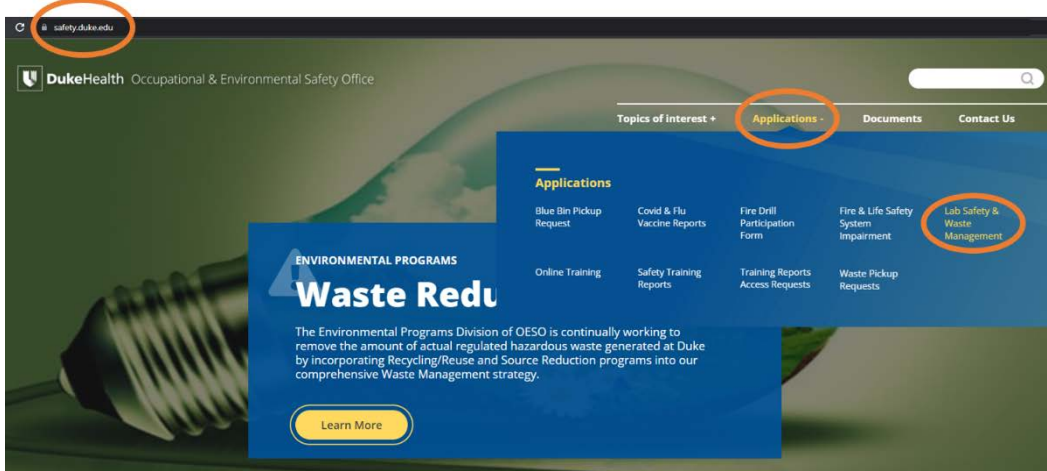 safety.duke.edu
DukeHealth Occupational & Environmental Safety Office
Topics of interest + Applications - Documents Contact Us
Applications
Blue Bin Pickup
Request
Covid & Flu
Vaccine Reports
Fire Drill
Participation
Form
Fire & Life Safety
System
Impairment
Lab Safety &
Waste
Management
Online Training
Safety Training
Reports
Training Reports
Access Requests
Waste Pickup
Requests
ENVIRONMENTAL PROGRAMS
Waste Redu
The Environmental Programs Division of OESO is continually working to
remove the amount of actual regulated hazardous waste generated at Duke
by incorporating Recycling/Reuse and Source Reduction programs into our
comprehensive Waste Management strategy.
Learn More